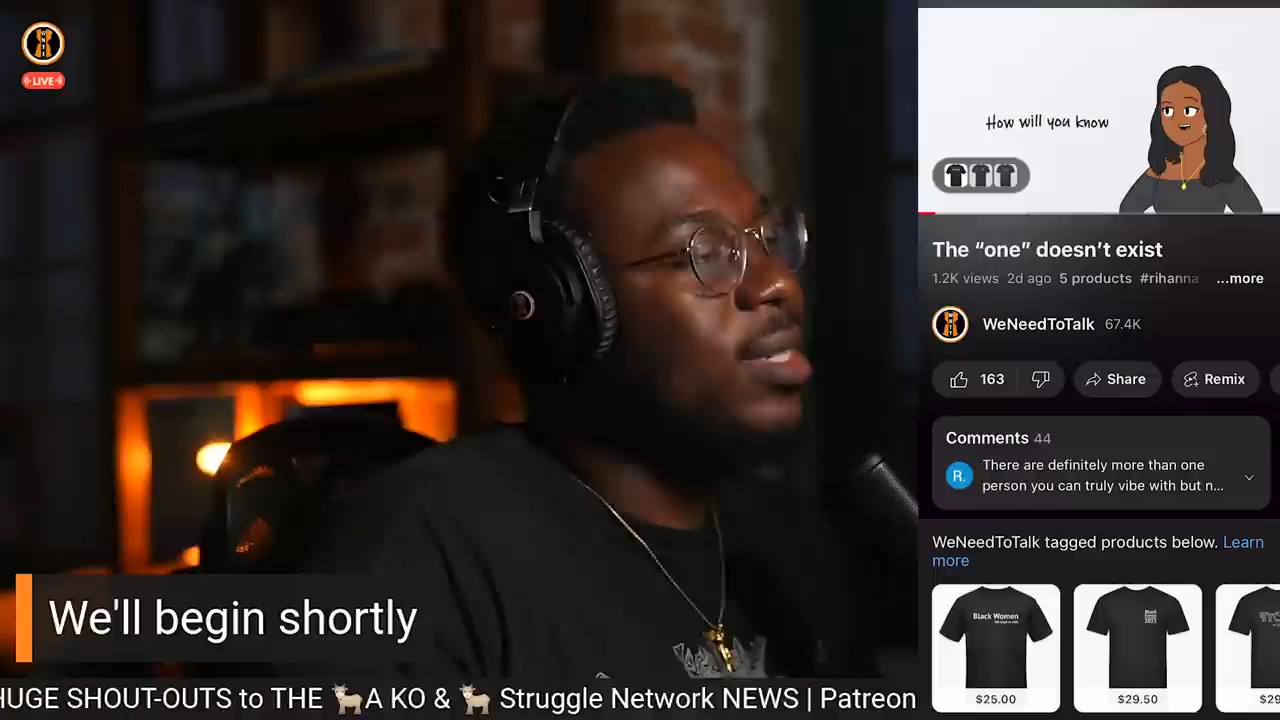 LIVE
We'll begin shortly
HUGE SHOUT-OUTS to THE 🐐A KO & 🐐 Struggle Network NEWS | Patreon
How will you know
The “one” doesn’t exist
1.2K views 2d ago 5 products #rihanna ...more
WeNeedToTalk 67.4K
163 Share Remix
Comments 44
R. There are definitely more than one
person you can truly vibe with but n...
WeNeedToTalk tagged products below. Learn
more
Black Women
$25.00
$29.50